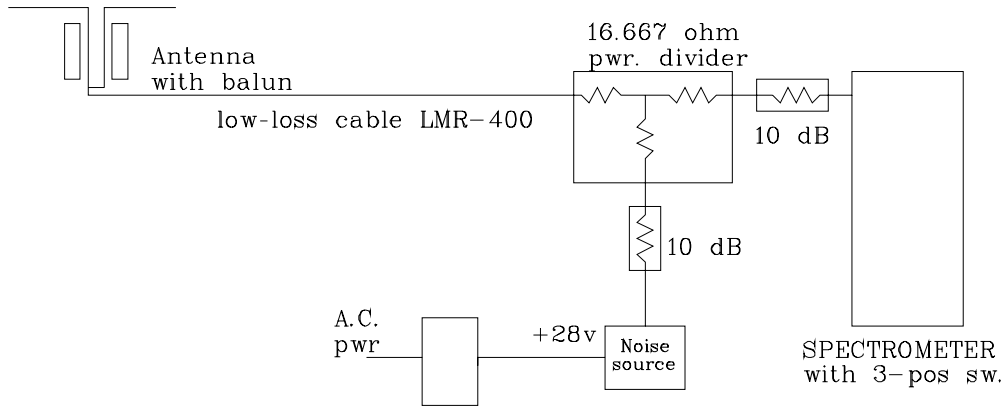 16.667 ohm
pwr. divider
Antenna
with balun
low-loss cable LMR-400
10 dB
10 dB
A.C.
pwr
+28v
Noise
source
SPECTROMETER
with 3-pos sw.